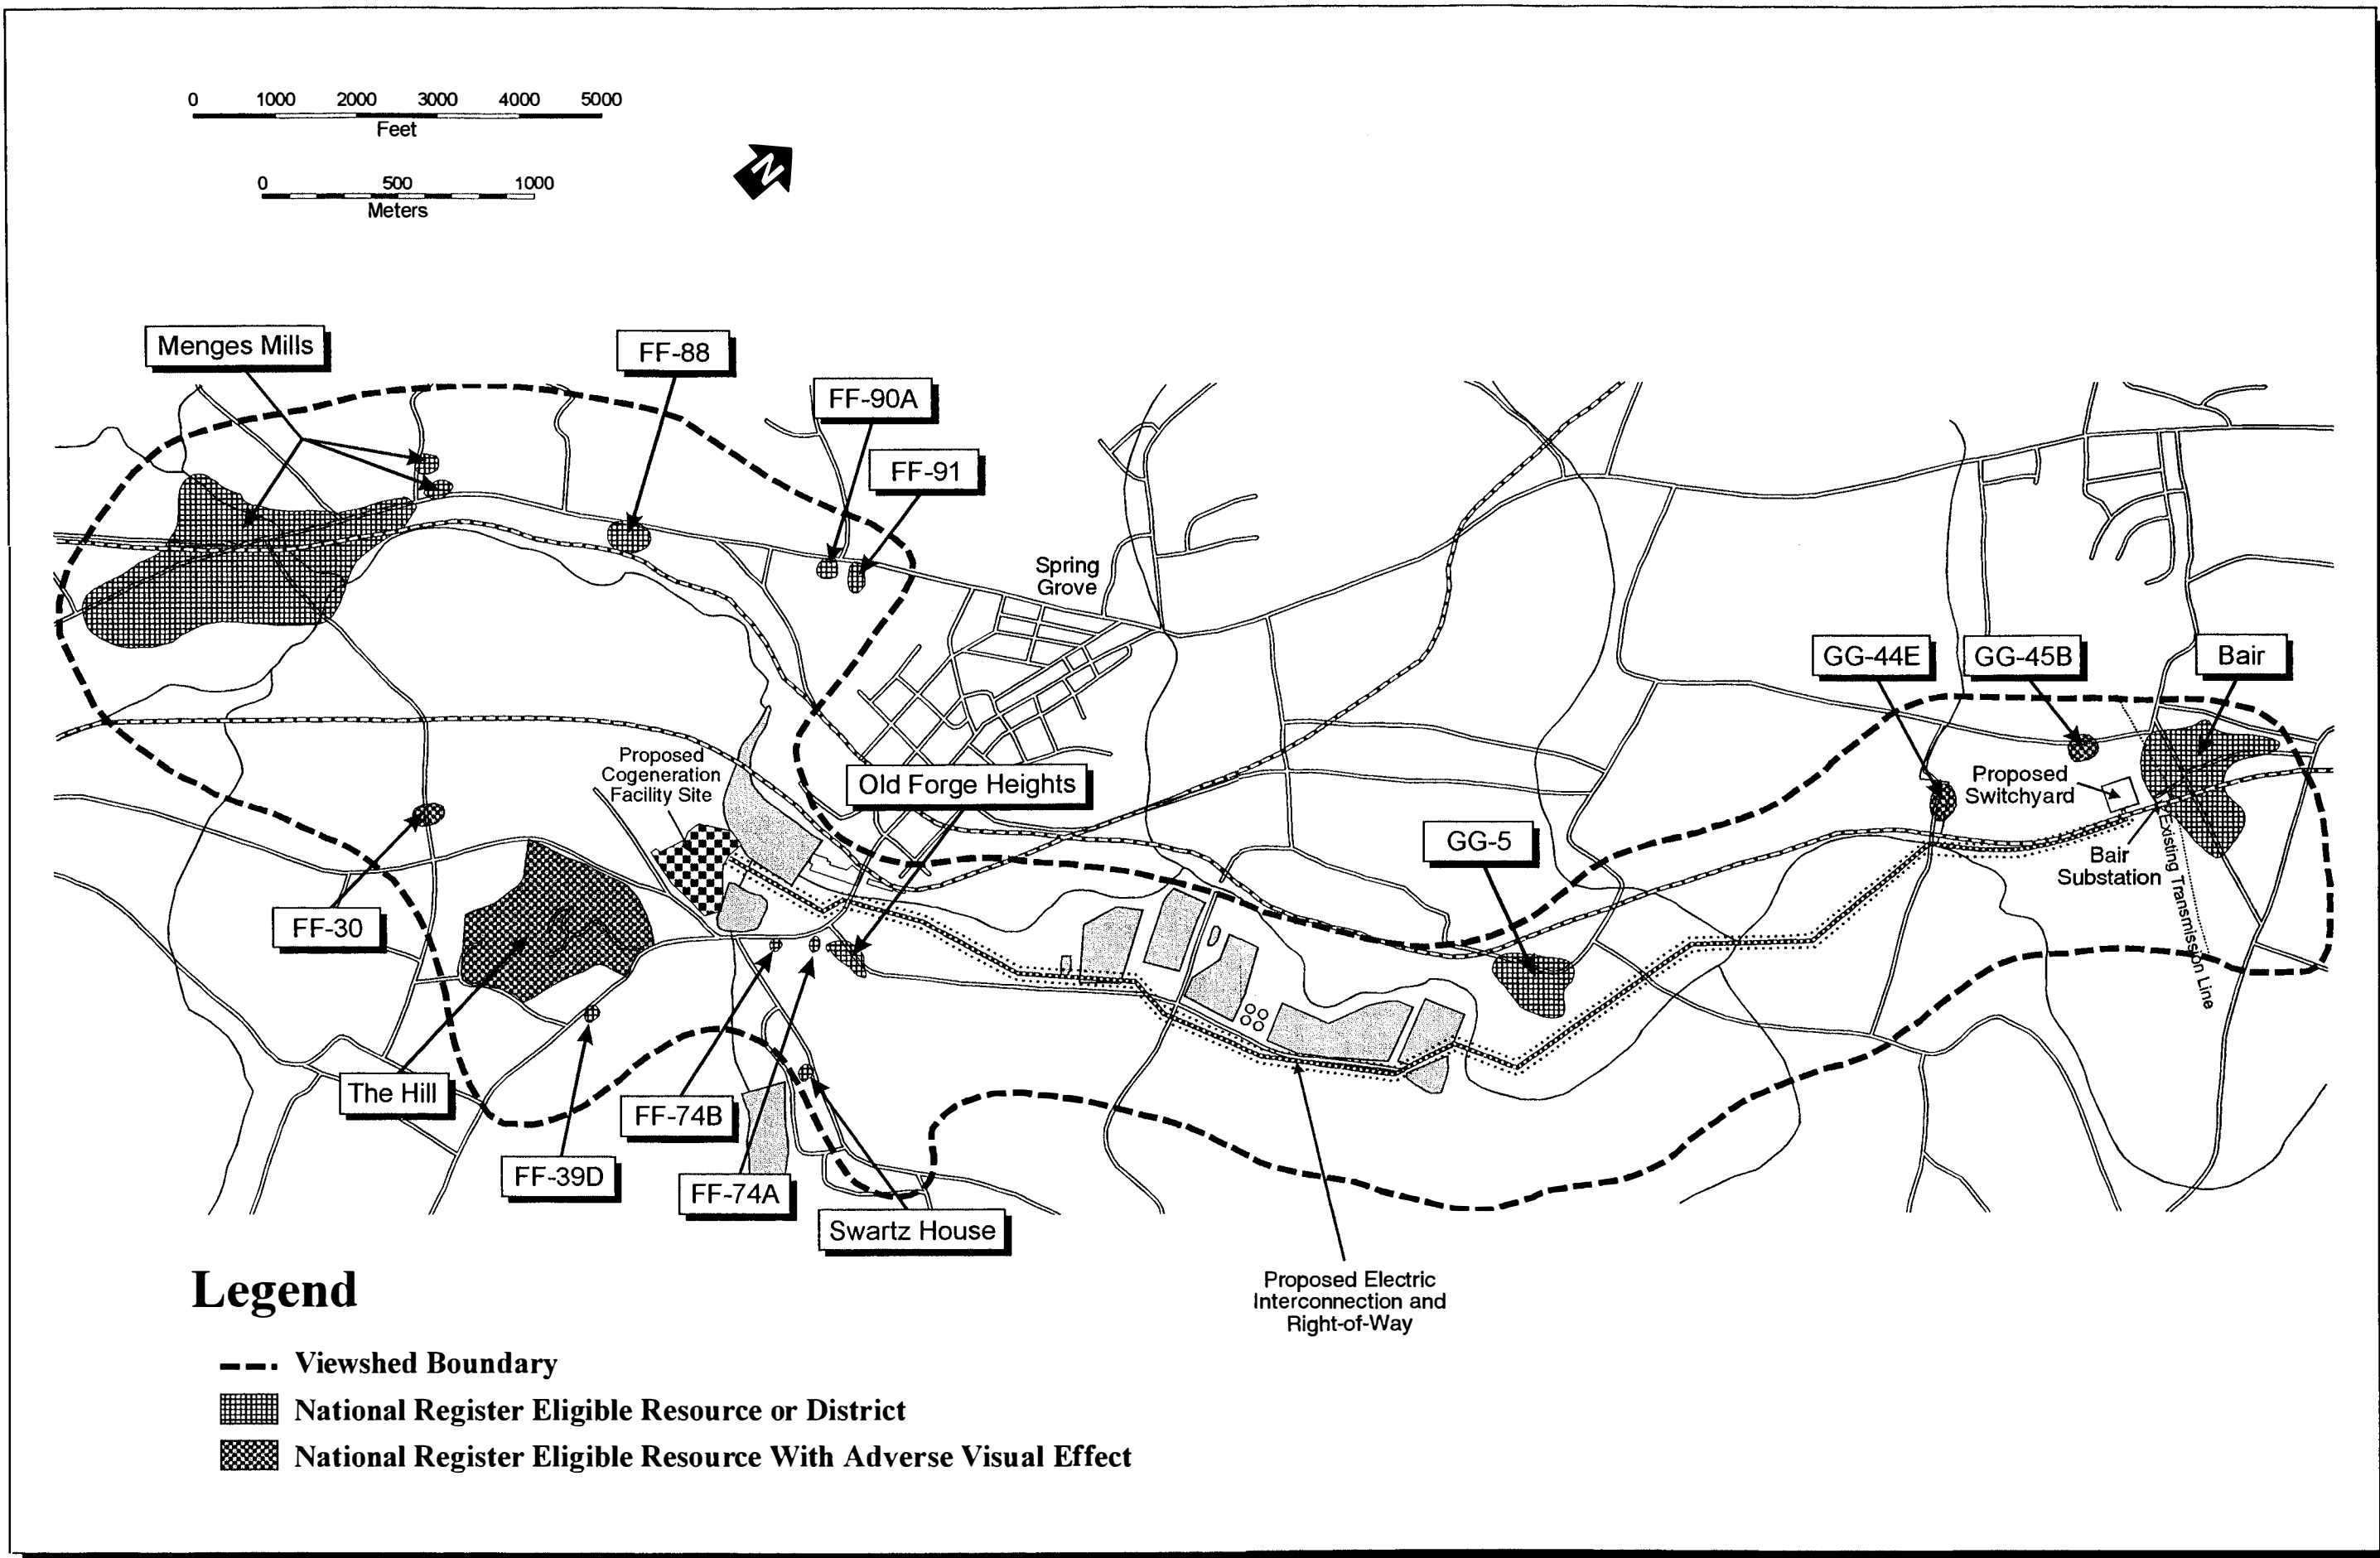 0 1000 2000 3000 4000 5000
Feet
0 500 1000
Meters
N
Menges Mills
FF-88
FF-90A
FF-91
Spring
Grove
GG-44E
GG-45B
Bair
Proposed
Cogeneration
Facility Site
Old Forge Heights
Proposed
Switchyard
GG-5
Bair
Substation
Existing Transmission Line
FF-30
The Hill
FF-74B
FF-39D
FF-74A
Swartz House
Proposed Electric
Interconnection and
Right-of-Way
Legend
Viewshed Boundary
National Register Eligible Resource or District
National Register Eligible Resource With Adverse Visual Effect